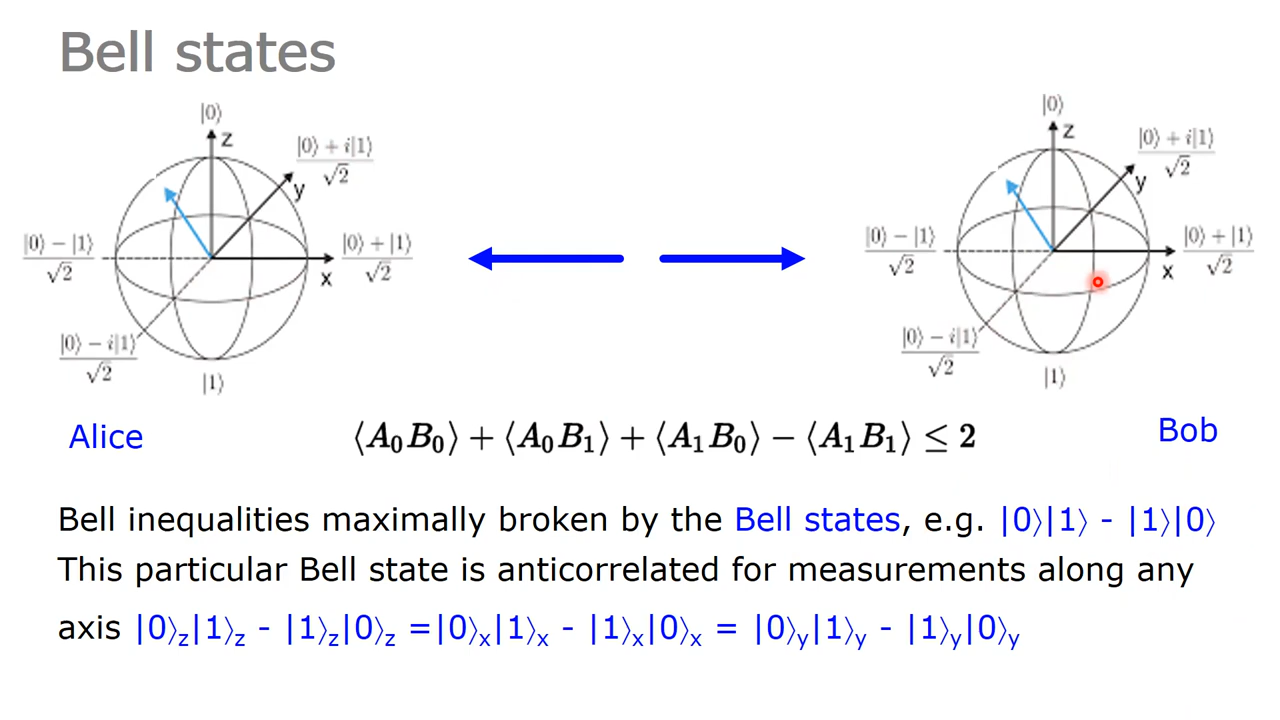 Bell states
|0⟩
z
|0⟩ + i|1⟩
√2
y
|0⟩ − |1⟩
√2
|0⟩ + |1⟩
√2
x
|0⟩ − i|1⟩
√2
|1⟩
|0⟩
z
|0⟩ + i|1⟩
√2
y
|0⟩ − |1⟩
√2
|0⟩ + |1⟩
√2
x
|0⟩ − i|1⟩
√2
|1⟩
Alice
⟨A₀B₀⟩ + ⟨A₀B₁⟩ + ⟨A₁B₀⟩ − ⟨A₁B₁⟩ ≤ 2
Bob
Bell inequalities maximally broken by the Bell states, e.g. |0⟩|1⟩ - |1⟩|0⟩
This particular Bell state is anticorrelated for measurements along any
axis |0⟩z|1⟩z - |1⟩z|0⟩z =|0⟩x|1⟩x - |1⟩x|0⟩x = |0⟩y|1⟩y - |1⟩y|0⟩y